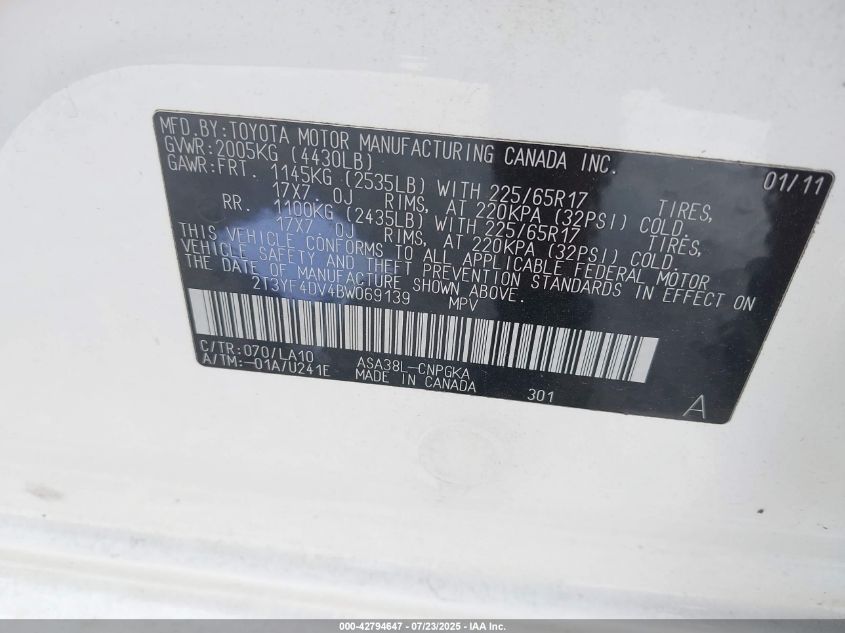 MFD.BY:TOYOTA MOTOR MANUFACTURING CANADA INC. 01/11
GVWR:2005KG (4430LB)
GAWR:FRT. 1145KG (2535LB) WITH 225/65R17 TIRES,
17X7. 0J RIMS, AT 220KPA (32PSI) COLD.
RR. 1100KG (2435LB) WITH 225/65R17 TIRES,
17X7. 0J RIMS, AT 220KPA (32PSI) COLD.
THIS VEHICLE CONFORMS TO ALL APPLICABLE FEDERAL MOTOR
VEHICLE SAFETY AND THEFT PREVENTION STANDARDS IN EFFECT ON
THE DATE OF MANUFACTURE SHOWN ABOVE.
2T3YF4DV4BW069139 MPV
C/TR:070/LA10 ASA38L-CNPGKA
A/TM:-01A/U241E MADE IN CANADA 301 A
000-42794647 - 07/23/2025 - IAA Inc.